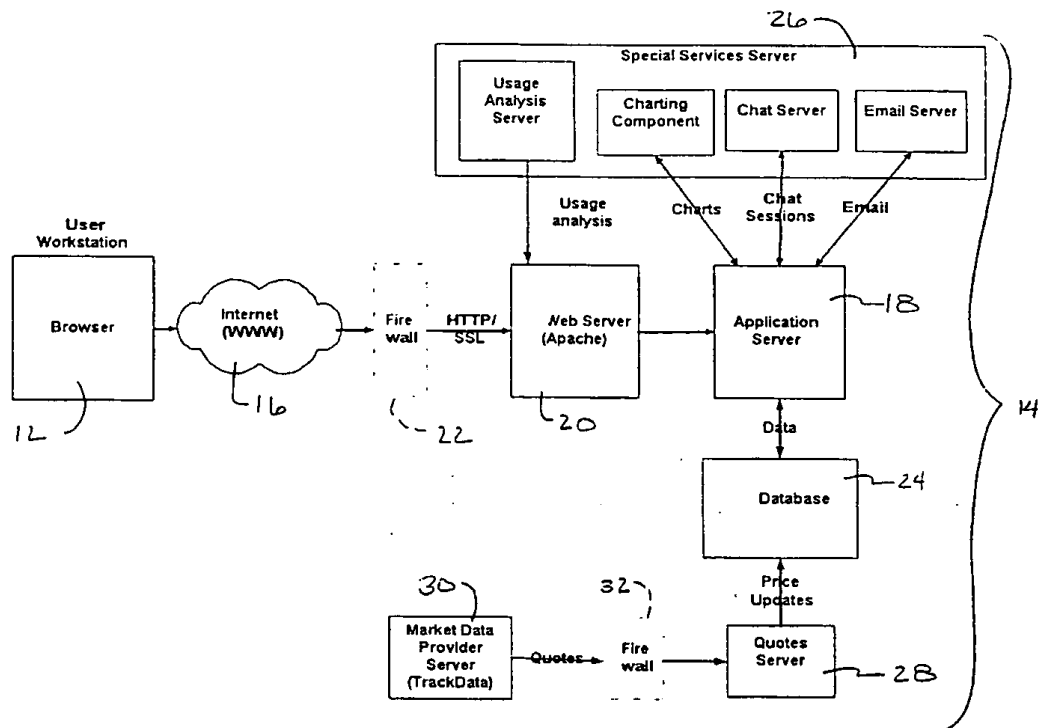 26
Special Services Server
Usage
Analysis
Server
Charting
Component
Chat Server
Email Server
Usage
analysis
Charts
Chat
Sessions
Email
User
Workstation
Browser
Internet
(WWW)
Fire
wall
HTTP/
SSL
Web Server
(Apache)
Application
Server
18
12
16
22
20
14
Data
Database
24
Price
Updates
30
32
Market Data
Provider
Server
(TrackData)
Quotes
Fire
wall
Quotes
Server
28